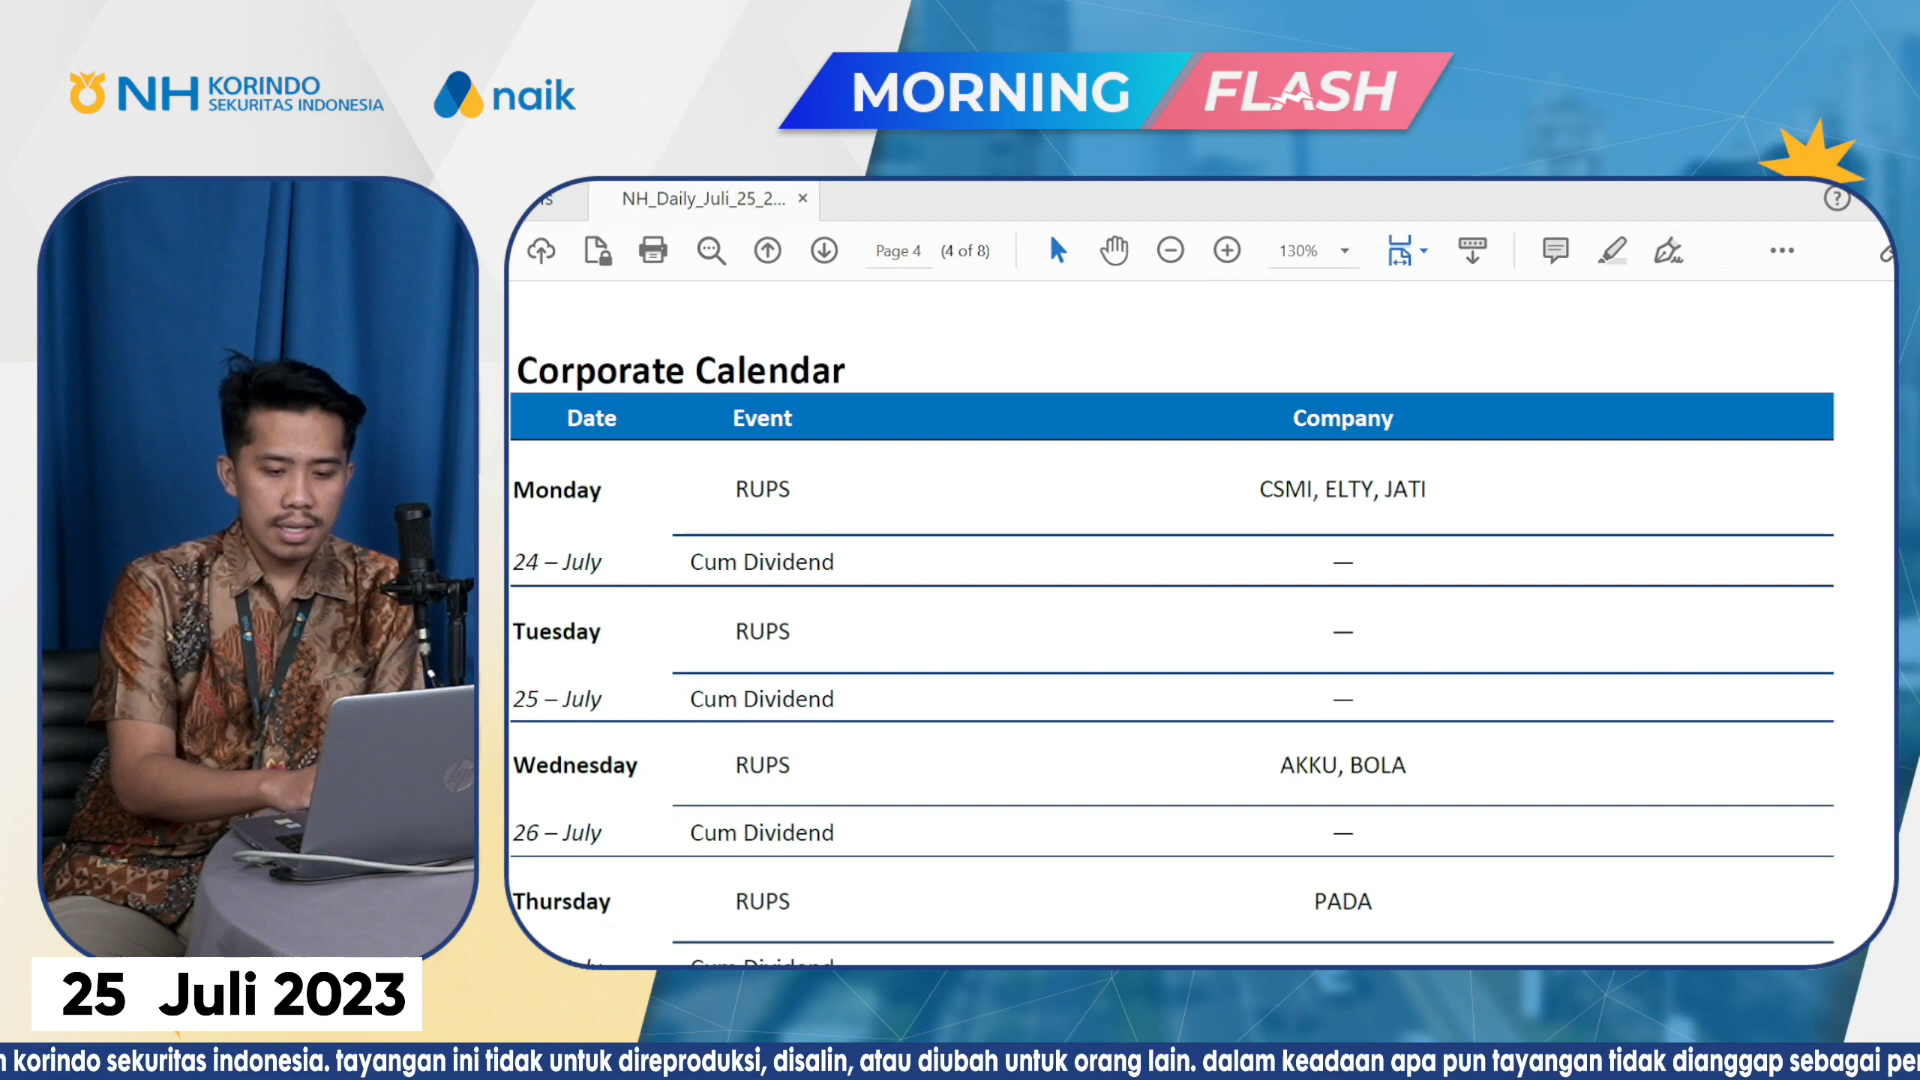 NH KORINDO SEKURITAS INDONESIA
naik
MORNING FLASH
NH_Daily_Juli_25_2... ×
Page 4 (4 of 8)
130%
Corporate Calendar
Date Event Company
Monday RUPS CSMI, ELTY, JATI
24 – July Cum Dividend —
Tuesday RUPS —
25 – July Cum Dividend —
Wednesday RUPS AKKU, BOLA
26 – July Cum Dividend —
Thursday RUPS PADA
Cum Dividend
25 Juli 2023
korindo sekuritas indonesia. tayangan ini tidak untuk direproduksi, disalin, atau diubah untuk orang lain. dalam keadaan apa pun tayangan tidak dianggap sebagai